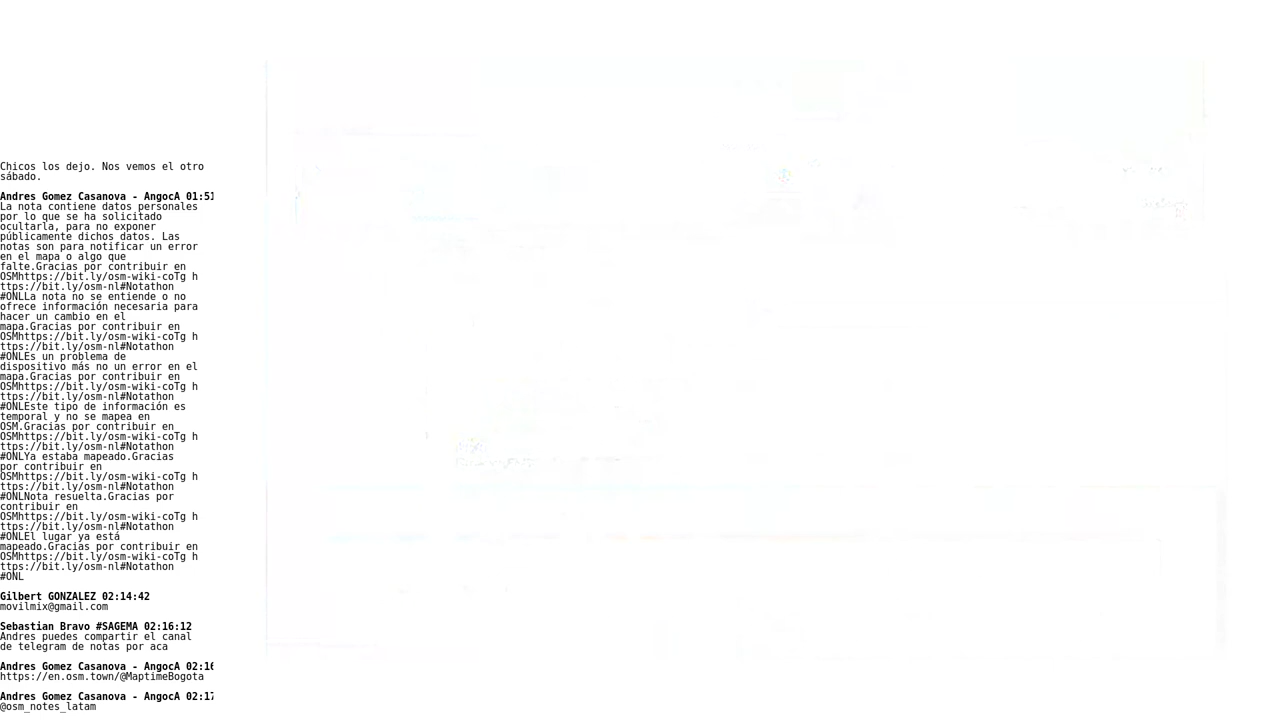 Chicos los dejo. Nos vemos el otro
sábado.
Andres Gomez Casanova - AngocA 01:51
La nota contiene datos personales
por lo que se ha solicitado
ocultarla, para no exponer
públicamente dichos datos. Las
notas son para notificar un error
en el mapa o algo que
falte.Gracias por contribuir en
OSMhttps://bit.ly/osm-wiki-coTg h
ttps://bit.ly/osm-nl#Notathon
#ONLLa nota no se entiende o no
ofrece información necesaria para
hacer un cambio en el
mapa.Gracias por contribuir en
OSMhttps://bit.ly/osm-wiki-coTg h
ttps://bit.ly/osm-nl#Notathon
#ONLEs un problema de
dispositivo más no un error en el
mapa.Gracias por contribuir en
OSMhttps://bit.ly/osm-wiki-coTg h
ttps://bit.ly/osm-nl#Notathon
#ONLEste tipo de información es
temporal y no se mapea en
OSM.Gracias por contribuir en
OSMhttps://bit.ly/osm-wiki-coTg h
ttps://bit.ly/osm-nl#Notathon
#ONLYa estaba mapeado.Gracias
por contribuir en
OSMhttps://bit.ly/osm-wiki-coTg h
ttps://bit.ly/osm-nl#Notathon
#ONLNota resuelta.Gracias por
contribuir en
OSMhttps://bit.ly/osm-wiki-coTg h
ttps://bit.ly/osm-nl#Notathon
#ONLEl lugar ya está
mapeado.Gracias por contribuir en
OSMhttps://bit.ly/osm-wiki-coTg h
ttps://bit.ly/osm-nl#Notathon
#ONL
Gilbert GONZALEZ 02:14:42
movilmix@gmail.com
Sebastian Bravo #SAGEMA 02:16:12
Andres puedes compartir el canal
de telegram de notas por aca
Andres Gomez Casanova - AngocA 02:16
https://en.osm.town/@MaptimeBogota
Andres Gomez Casanova - AngocA 02:17
@osm_notes_latam